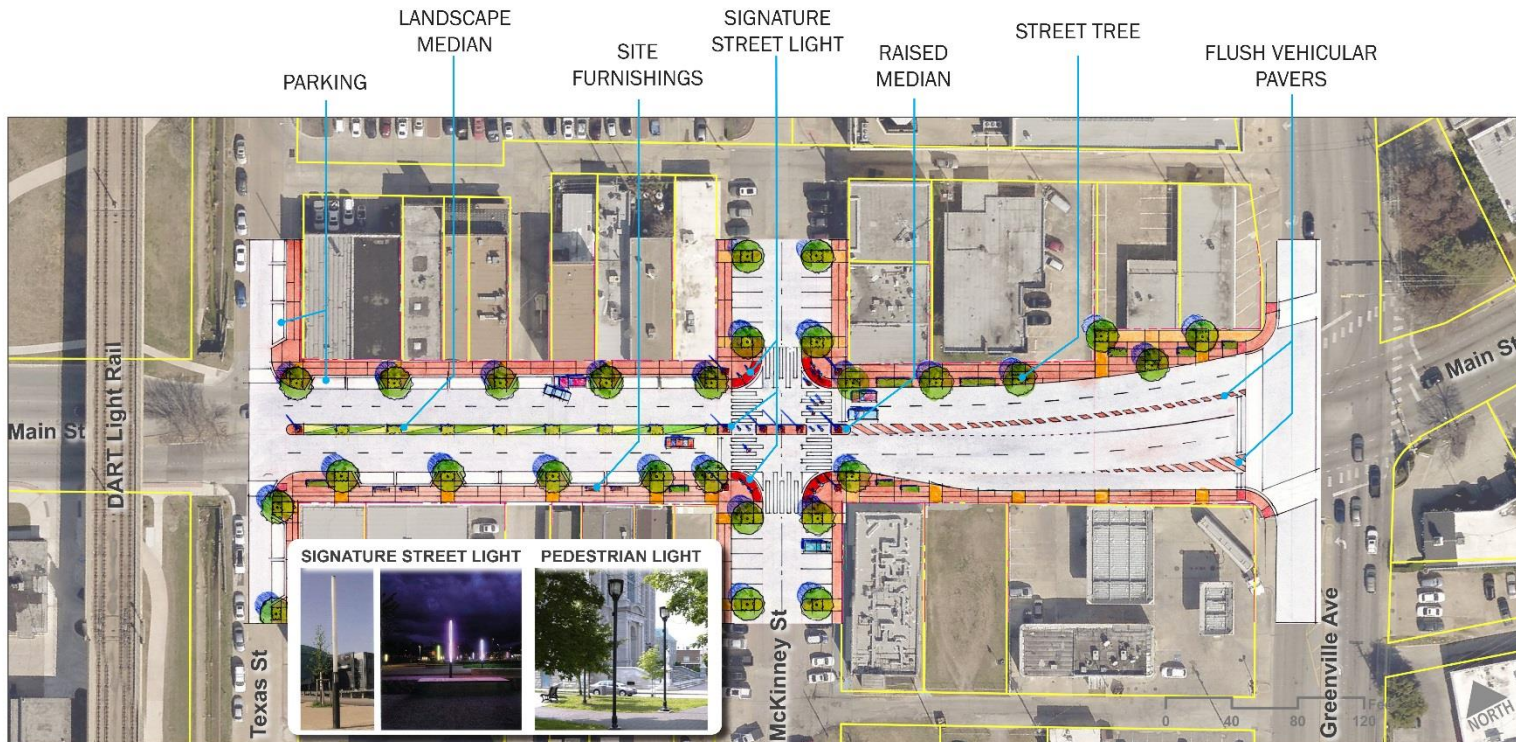 LANDSCAPE
MEDIAN
SIGNATURE
STREET LIGHT
STREET TREE
SITE
FURNISHINGS
RAISED
MEDIAN
FLUSH VEHICULAR
PAVERS
PARKING
Main St
DART Light Rail
Main St
SIGNATURE STREET LIGHT
PEDESTRIAN LIGHT
Texas St
McKinney St
Greenville Ave
0 40 80 120 Feet
NORTH